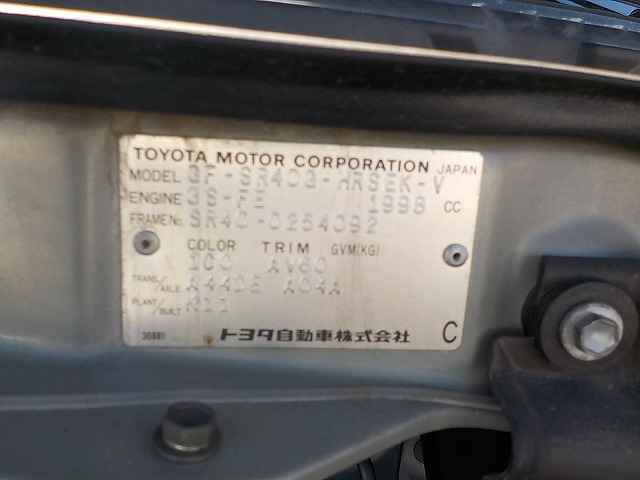 TOYOTA MOTOR CORPORATION JAPAN
MODEL GF-SR40G-HRSEK-V
ENGINE 3S-FE 1998 CC
FRAME No. SR40-0254092
COLOR TRIM GVM(KG)
1C0 AV60
TRANS./AXLE A44DE A04A
PLANT/BUILT K11
30881 トヨタ自動車株式会社 C